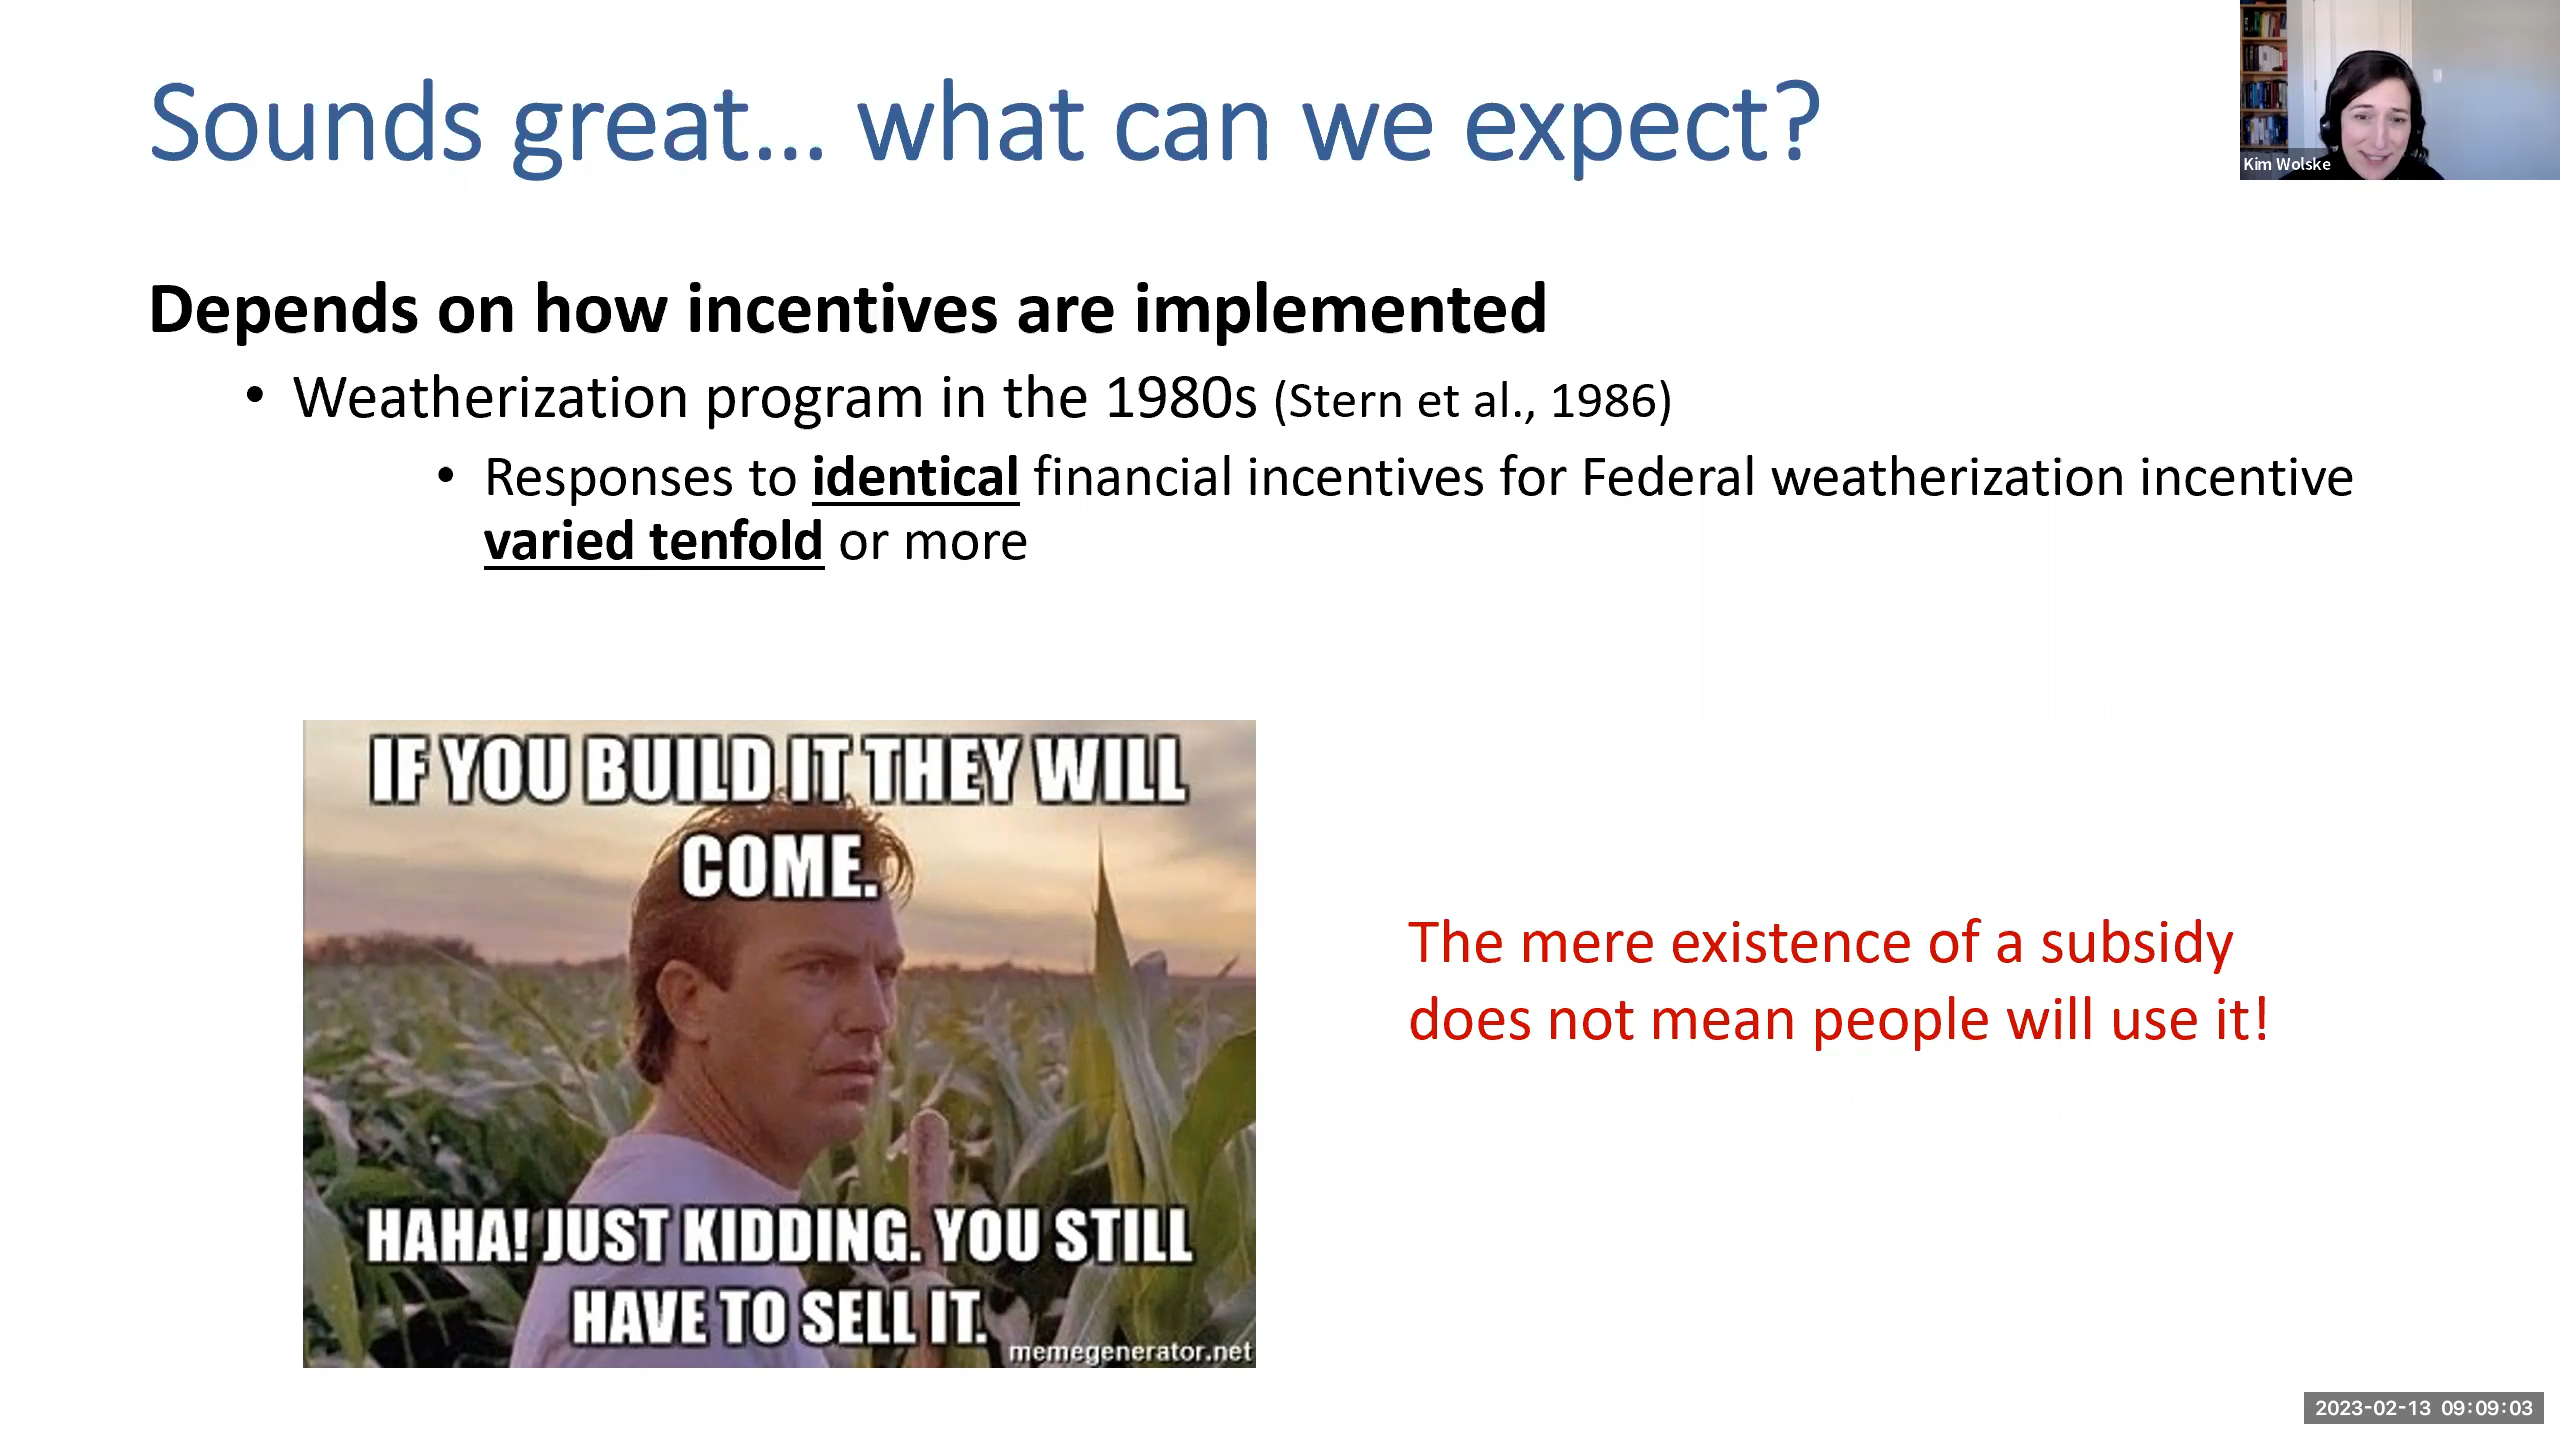 Sounds great... what can we expect?
Kim Wolske
Depends on how incentives are implemented
• Weatherization program in the 1980s (Stern et al., 1986)
• Responses to identical financial incentives for Federal weatherization incentive
varied tenfold or more
IF YOU BUILD IT THEY WILL
COME.
HAHA! JUST KIDDING. YOU STILL
HAVE TO SELL IT.
memegenerator.net
The mere existence of a subsidy
does not mean people will use it!
2023-02-13 09:09:03